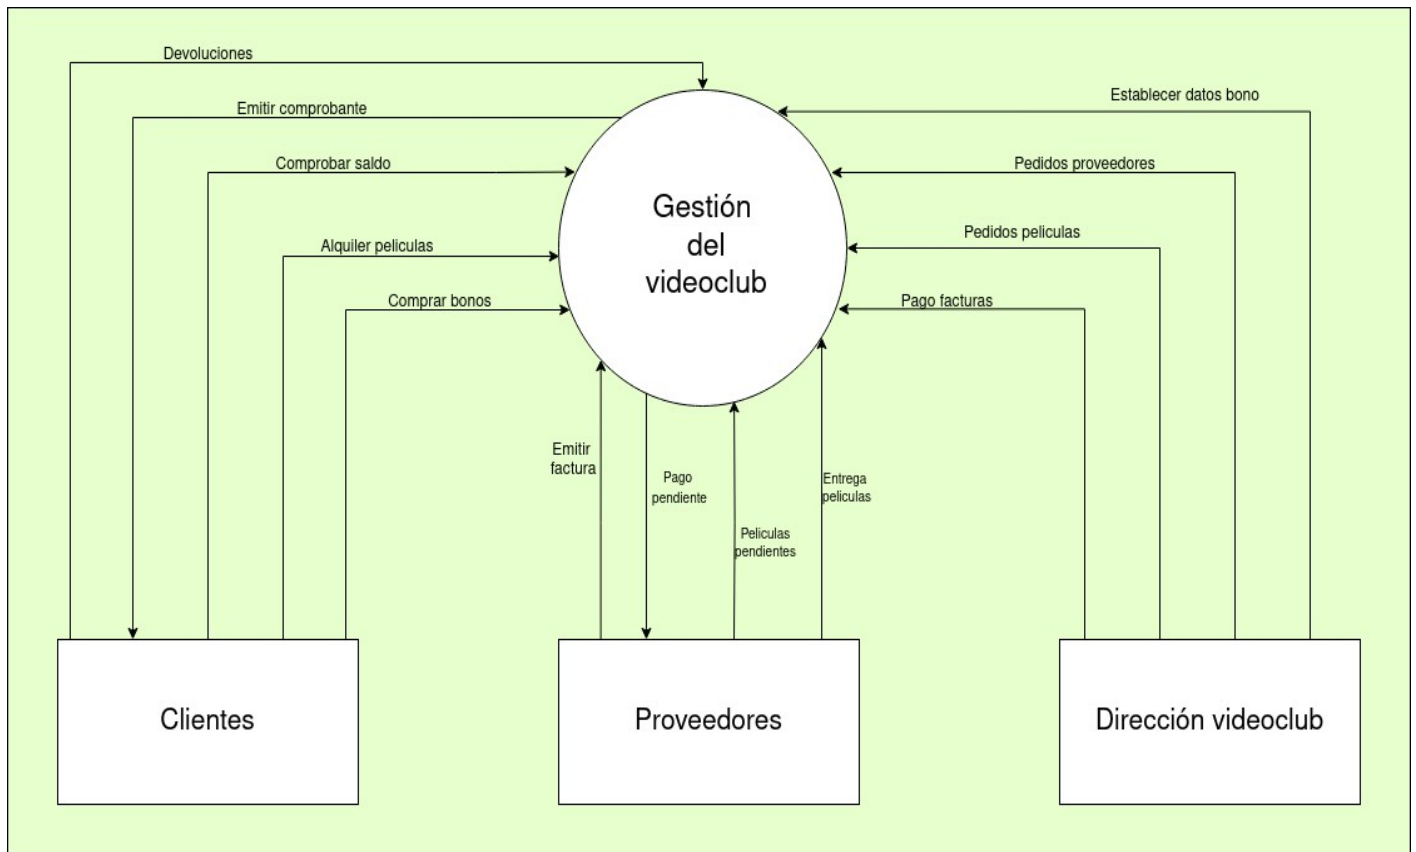 Devoluciones
Emitir comprobante
Establecer datos bono
Comprobar saldo
Pedidos proveedores
Gestión
del
videoclub
Alquiler peliculas
Pedidos peliculas
Comprar bonos
Pago facturas
Emitir
factura
Pago
pendiente
Entrega
peliculas
Peliculas
pendientes
Clientes
Proveedores
Dirección videoclub